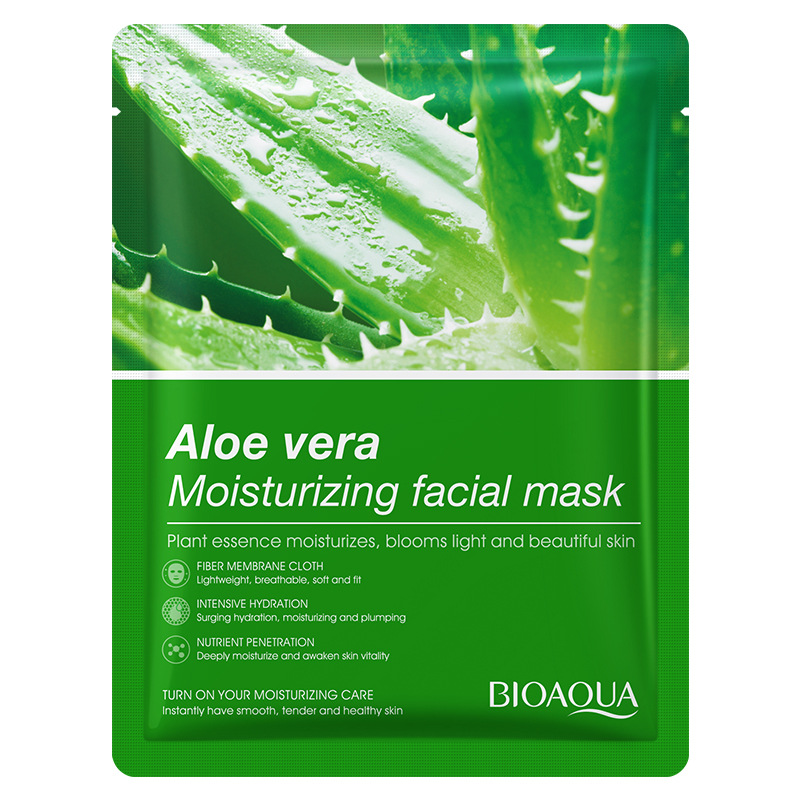 Aloe vera
Moisturizing facial mask
Plant essence moisturizes, blooms light and beautiful skin
FIBER MEMBRANE CLOTH
Lightweight, breathable, soft and fit
INTENSIVE HYDRATION
Surging hydration, moisturizing and plumping
NUTRIENT PENETRATION
Deeply moisturize and awaken skin vitality
TURN ON YOUR MOISTURIZING CARE
Instantly have smooth, tender and healthy skin
BIOAQUA